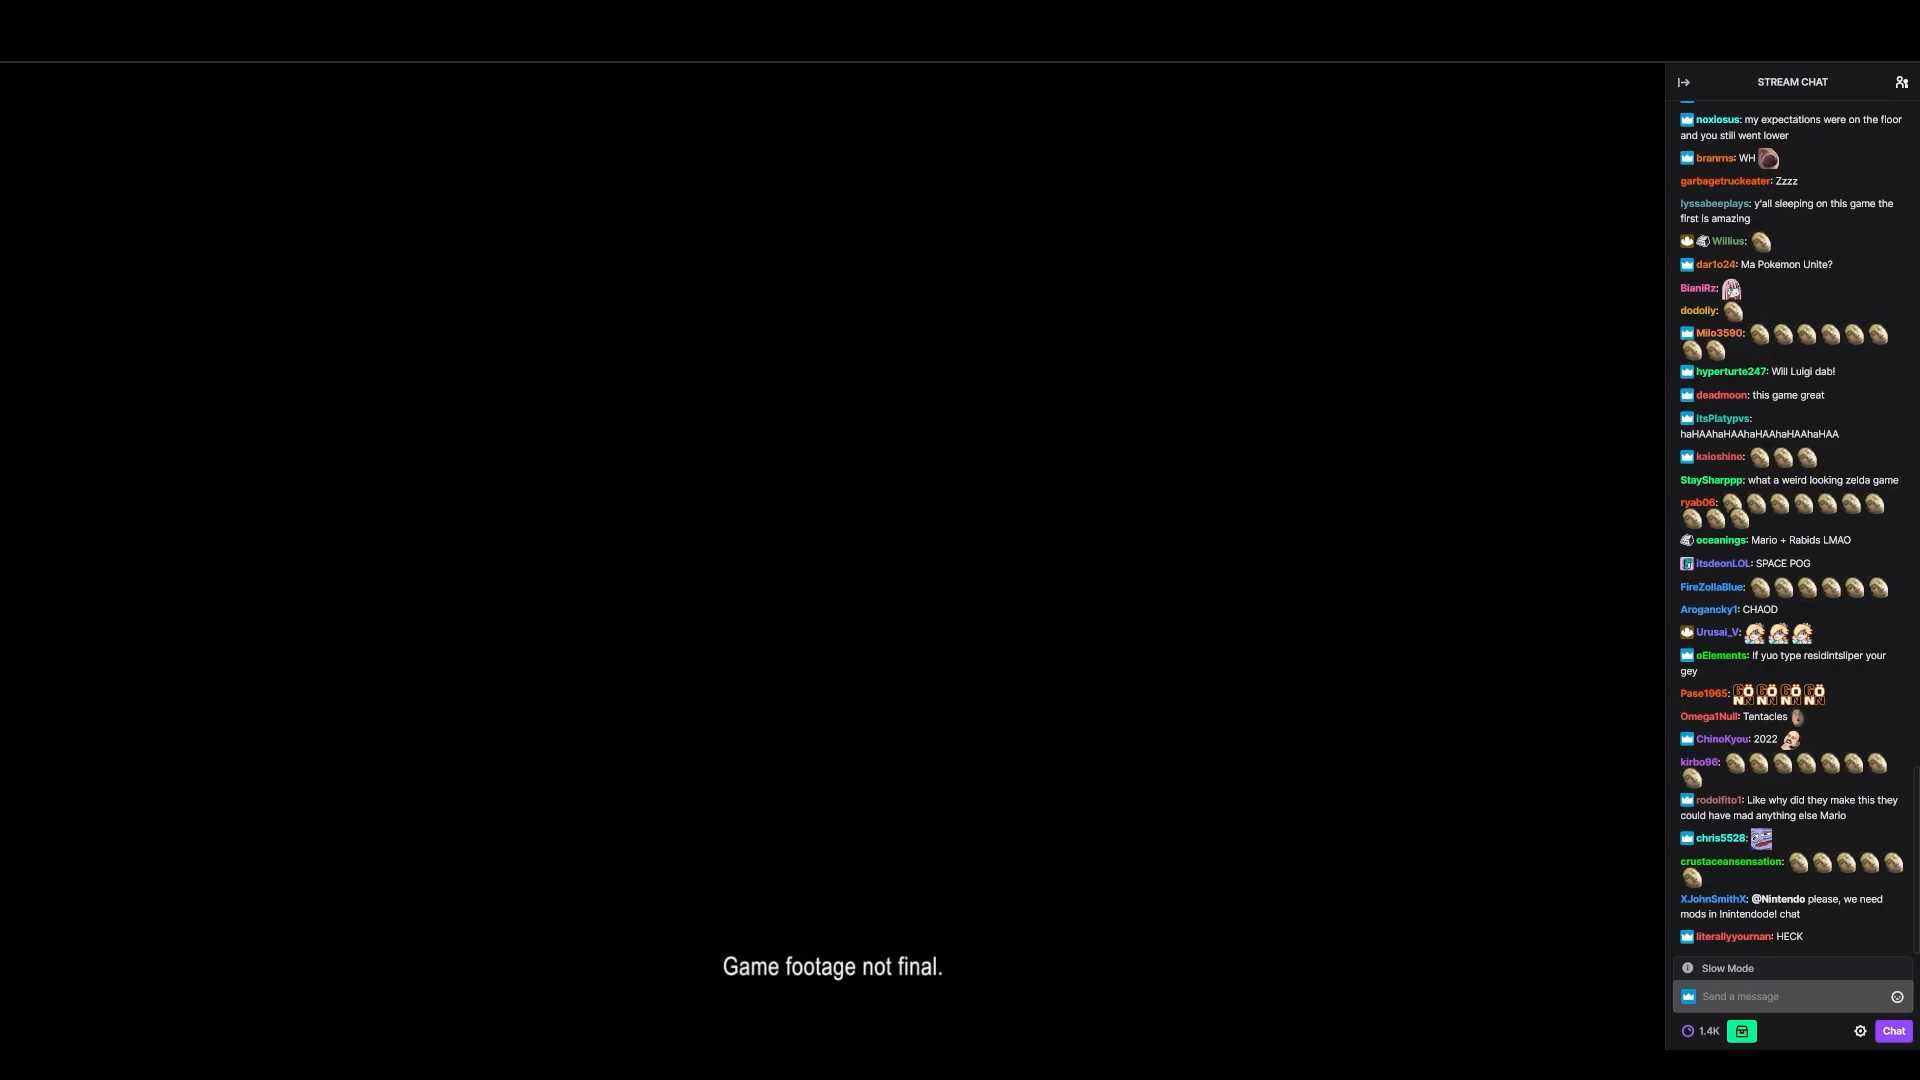 STREAM CHAT
noxiosus: my expectations were on the floor
and you still went lower
branrns: WH
garbagetruckeater: Zzzz
lyssabeeplays: y'all sleeping on this game the
first is amazing
Willius:
dar1o24: Ma Pokemon Unite?
BianiRz:
dodoliy:
Milo3590:
hyperturte247: Will Luigi dab!
deadmoon: this game great
itsPlatypvs:
haHAAhaHAAhaHAAhaHAAhaHAA
kaioshino:
StaySharppp: what a weird looking zelda game
ryab06:
oceanings: Mario + Rabids LMAO
itsdeonLOL: SPACE POG
FireZollaBlue:
Arogancky1: CHAOD
Urusai_V:
oElements: If yuo type residintsliper your
gey
Pase1965: GÖNN GÖNN GÖNN GÖNN
Omega1Null: Tentacles
ChinoKyou: 2022
kirbo96:
rodolfito1: Like why did they make this they
could have mad anything else Mario
chris5528:
crustaceansensation:
XJohnSmithX: @Nintendo please, we need
mods in !nintendode! chat
literallyyournan: HECK
Game footage not final.
Slow Mode
Send a message
1.4K
Chat